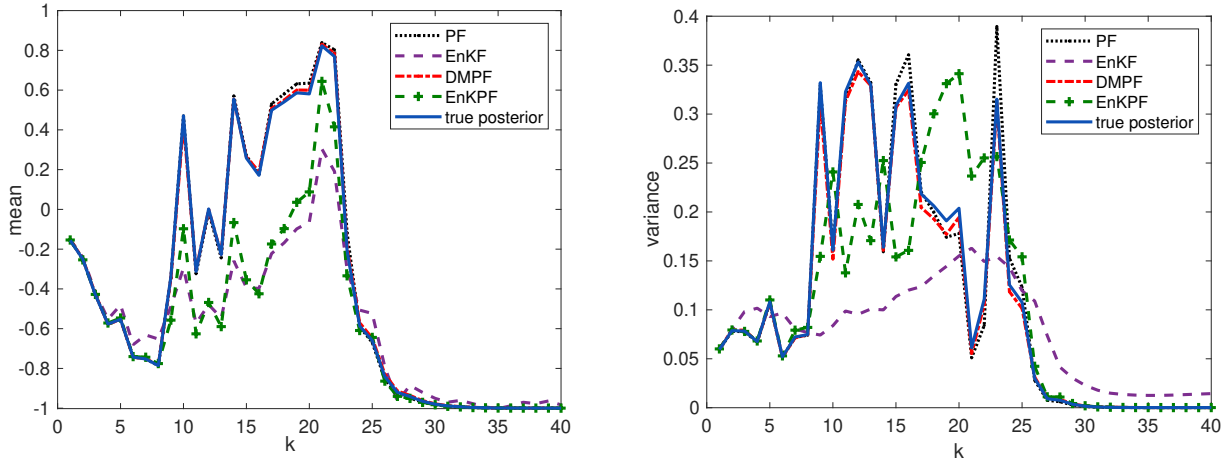 1
0.8
0.6
0.4
0.2
0
-0.2
-0.4
-0.6
-0.8
-1
mean
0 5 10 15 20 25 30 35 40
k
PF
EnKF
DMPF
EnKPF
true posterior
0.4
0.35
0.3
0.25
0.2
0.15
0.1
0.05
0
variance
0 5 10 15 20 25 30 35 40
k
PF
EnKF
DMPF
EnKPF
true posterior